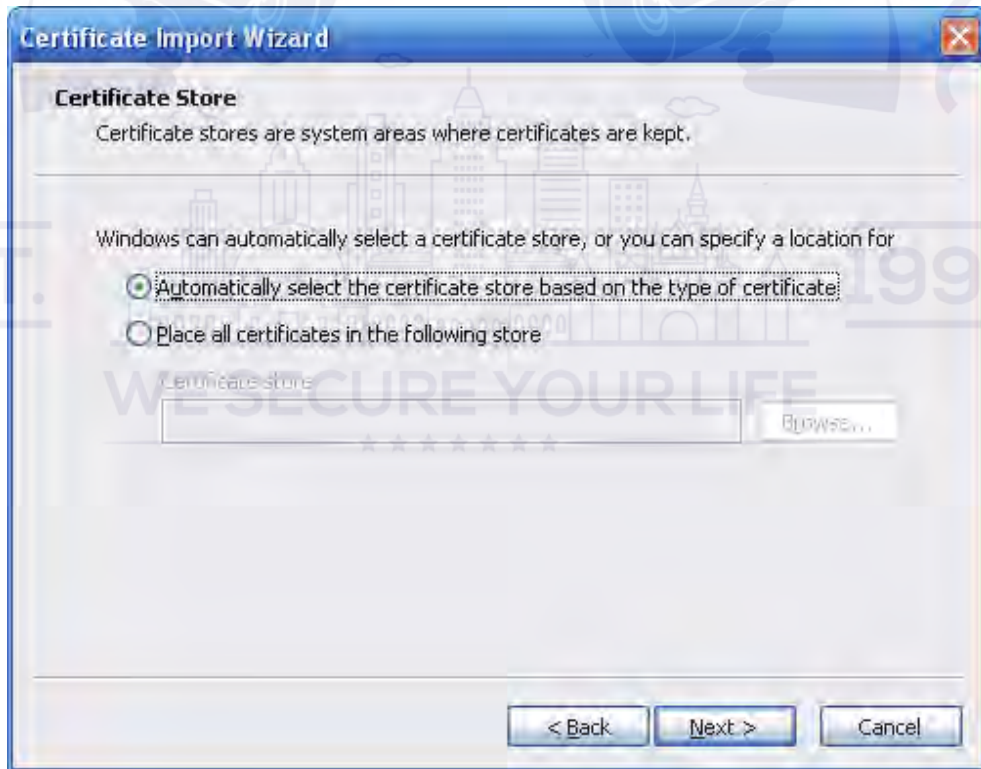 Certificate Import Wizard
Certificate Store
Certificate stores are system areas where certificates are kept.
Windows can automatically select a certificate store, or you can specify a location for
Automatically select the certificate store based on the type of certificate
T.
199
Place all certificates in the following store
Certificate store
WE SECURE YOUR LIFE
Browse...
< Back
Next >
Cancel